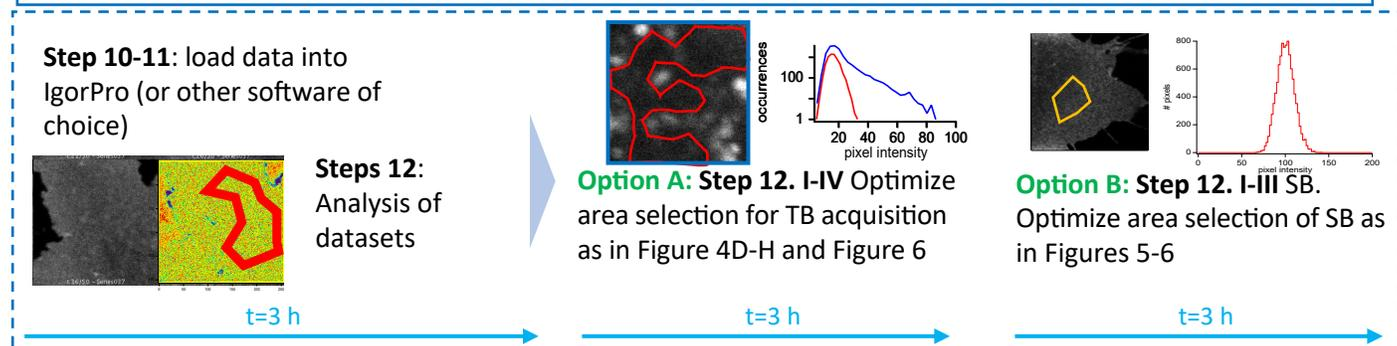 Step 10-11: load data into
IgorPro (or other software of
choice)
Steps 12:
Analysis of
datasets
t=3 h
occurrences
100
1
20 40 60 80 100
pixel intensity
Option A: Step 12. I-IV Optimize
area selection for TB acquisition
as in Figure 4D-H and Figure 6
t=3 h
# pixels
800
600
400
200
0
0 50 100 150 200
pixel intensity
Option B: Step 12. I-III SB.
Optimize area selection of SB as
in Figures 5-6
t=3 h